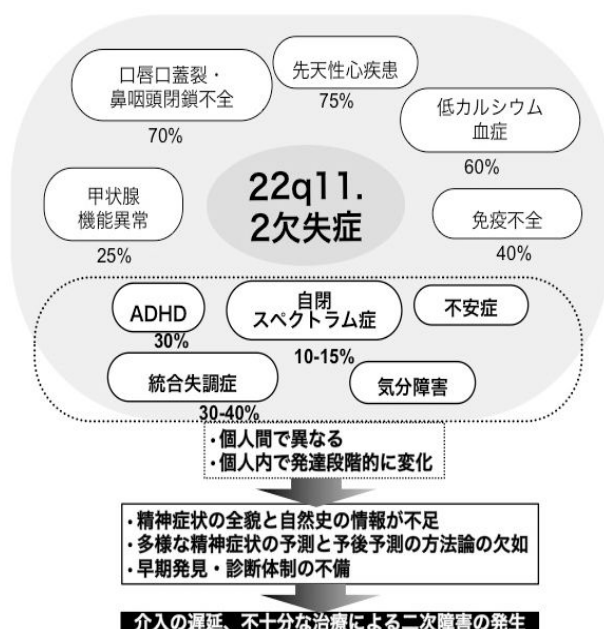 口唇口蓋裂・
鼻咽頭閉鎖不全
70%
先天性心疾患
75%
低カルシウム
血症
60%
甲状腺
機能異常
25%
22q11.
2欠失症
免疫不全
40%
ADHD
30%
自閉
スペクトラム症
10-15%
不安症
統合失調症
30-40%
気分障害
・個人間で異なる
・個人内で発達段階的に変化
・精神症状の全貌と自然史の情報が不足
・多様な精神症状の予測と予後予測の方法論の欠如
・早期発見・診断体制の不備
介入の遅延、不十分な治療による二次障害の発生